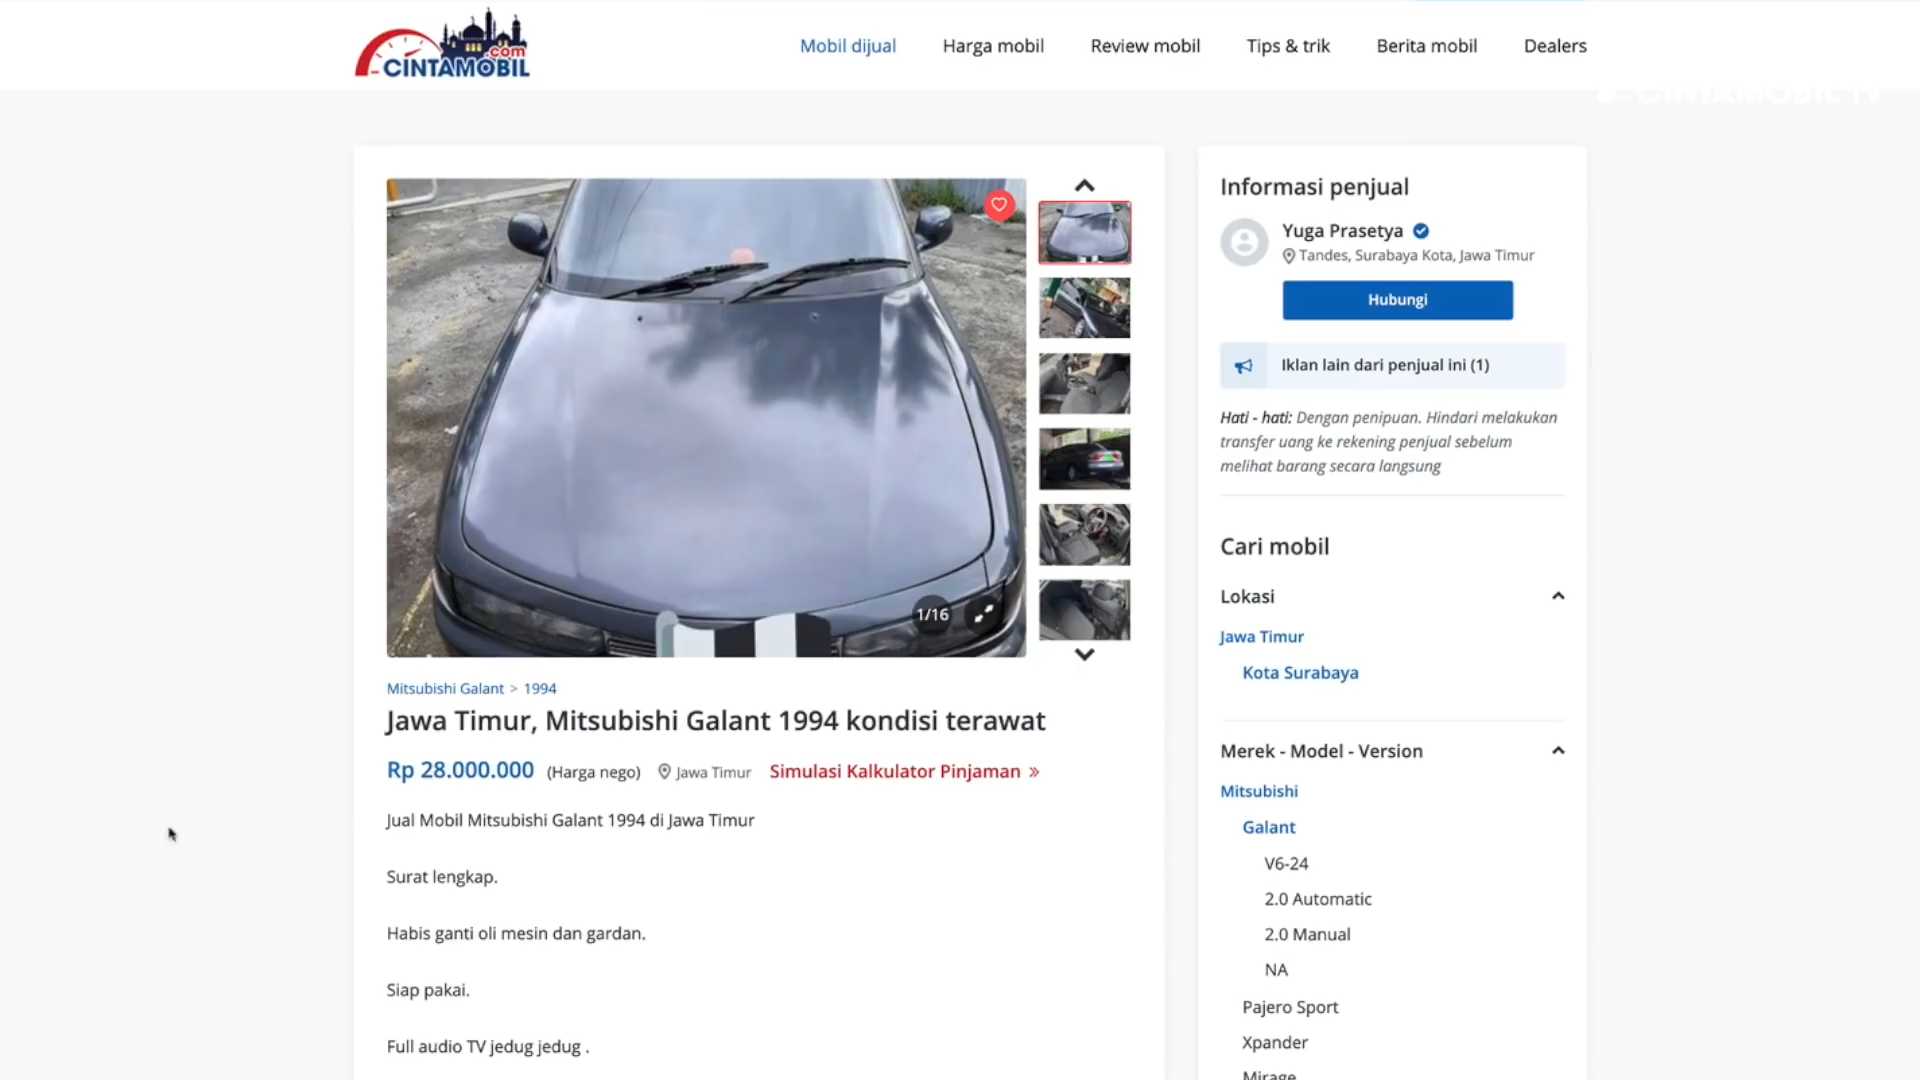 .com
CINTAMOBIL
Mobil dijual
Harga mobil
Review mobil
Tips & trik
Berita mobil
Dealers
1/16
Mitsubishi Galant > 1994
Jawa Timur, Mitsubishi Galant 1994 kondisi terawat
Rp 28.000.000 (Harga nego) Jawa Timur Simulasi Kalkulator Pinjaman »
Jual Mobil Mitsubishi Galant 1994 di Jawa Timur
Surat lengkap.
Habis ganti oli mesin dan gardan.
Siap pakai.
Full audio TV jedug jedug .
Informasi penjual
Yuga Prasetya
Tandes, Surabaya Kota, Jawa Timur
Hubungi
Iklan lain dari penjual ini (1)
Hati - hati: Dengan penipuan. Hindari melakukan
transfer uang ke rekening penjual sebelum
melihat barang secara langsung
Cari mobil
Lokasi
Jawa Timur
Kota Surabaya
Merek - Model - Version
Mitsubishi
Galant
V6-24
2.0 Automatic
2.0 Manual
NA
Pajero Sport
Xpander
Mirage